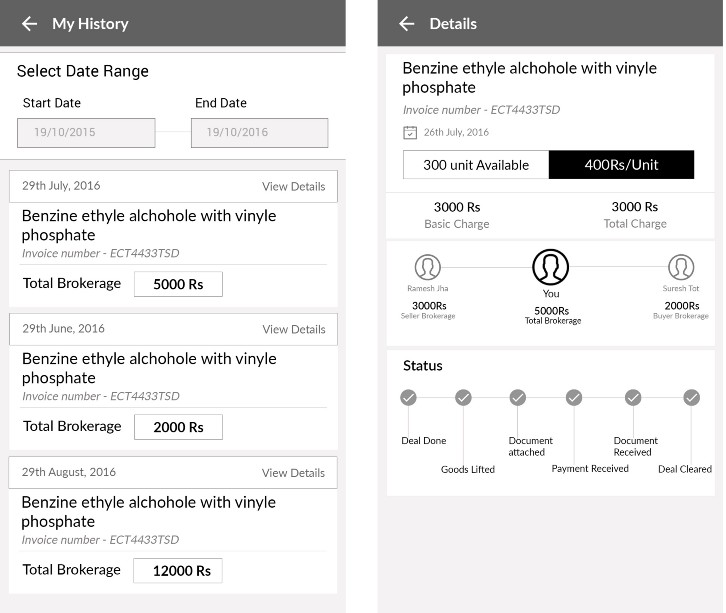 My History
Select Date Range
Start Date
End Date
19/10/2015
19/10/2016
29th July, 2016
View Details
Benzine ethyle alchohole with vinyle
phosphate
Invoice number - ECT4433TSD
Total Brokerage
5000 Rs
29th June, 2016
View Details
Benzine ethyle alchohole with vinyle
phosphate
Invoice number - ECT4433TSD
Total Brokerage
2000 Rs
29th August, 2016
View Details
Benzine ethyle alchohole with vinyle
phosphate
Invoice number - ECT4433TSD
Total Brokerage
12000 Rs
Details
Benzine ethyle alchohole with vinyle
phosphate
Invoice number - ECT4433TSD
26th July, 2016
300 unit Available
400Rs/Unit
3000 Rs
Basic Charge
3000 Rs
Total Charge
Ramesh Jha
3000Rs
Seller Brokerage
You
5000Rs
Total Brokerage
Suresh Tot
2000Rs
Buyer Brokerage
Status
Deal Done
Goods Lifted
Document
attached
Payment Received
Document
Received
Deal Cleared